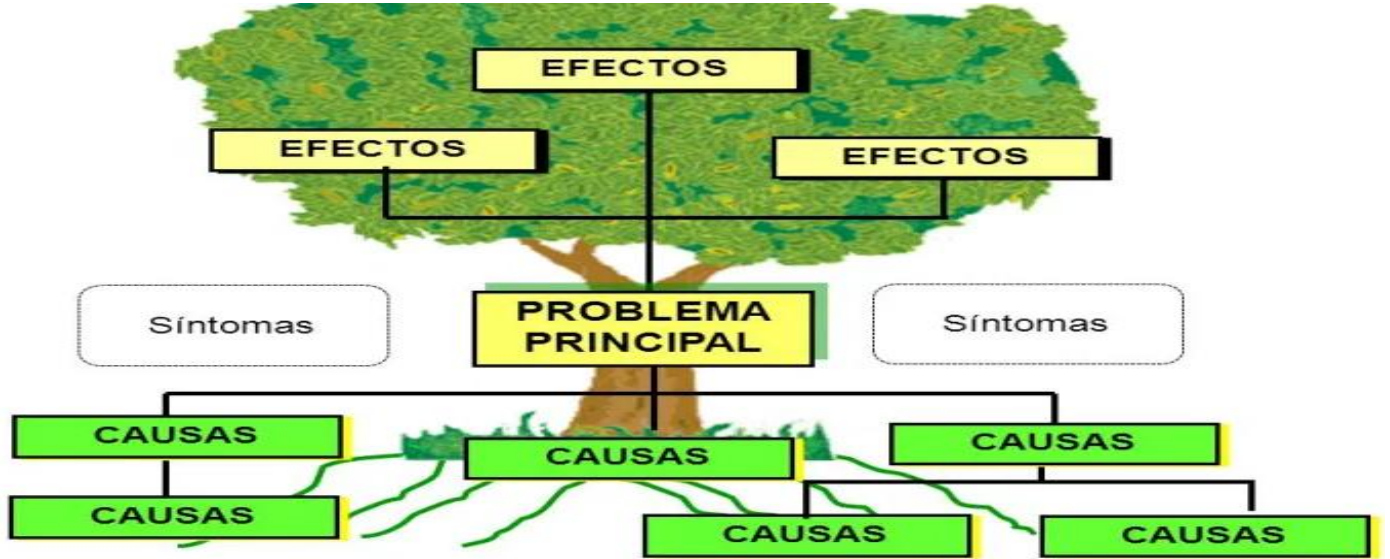 EFECTOS
EFECTOS
EFECTOS
Síntomas
PROBLEMA
PRINCIPAL
Síntomas
CAUSAS
CAUSAS
CAUSAS
CAUSAS
CAUSAS
CAUSAS